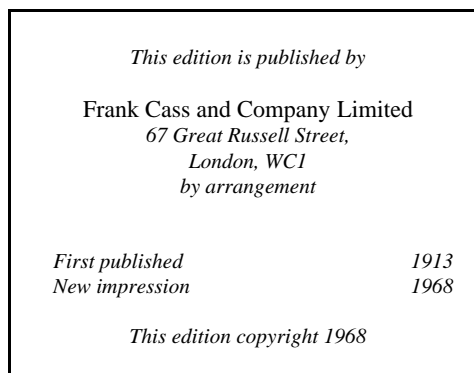 This edition is published by
Frank Cass and Company Limited
67 Great Russell Street,
London, WC1
by arrangement
First published 1913
New impression 1968
This edition copyright 1968